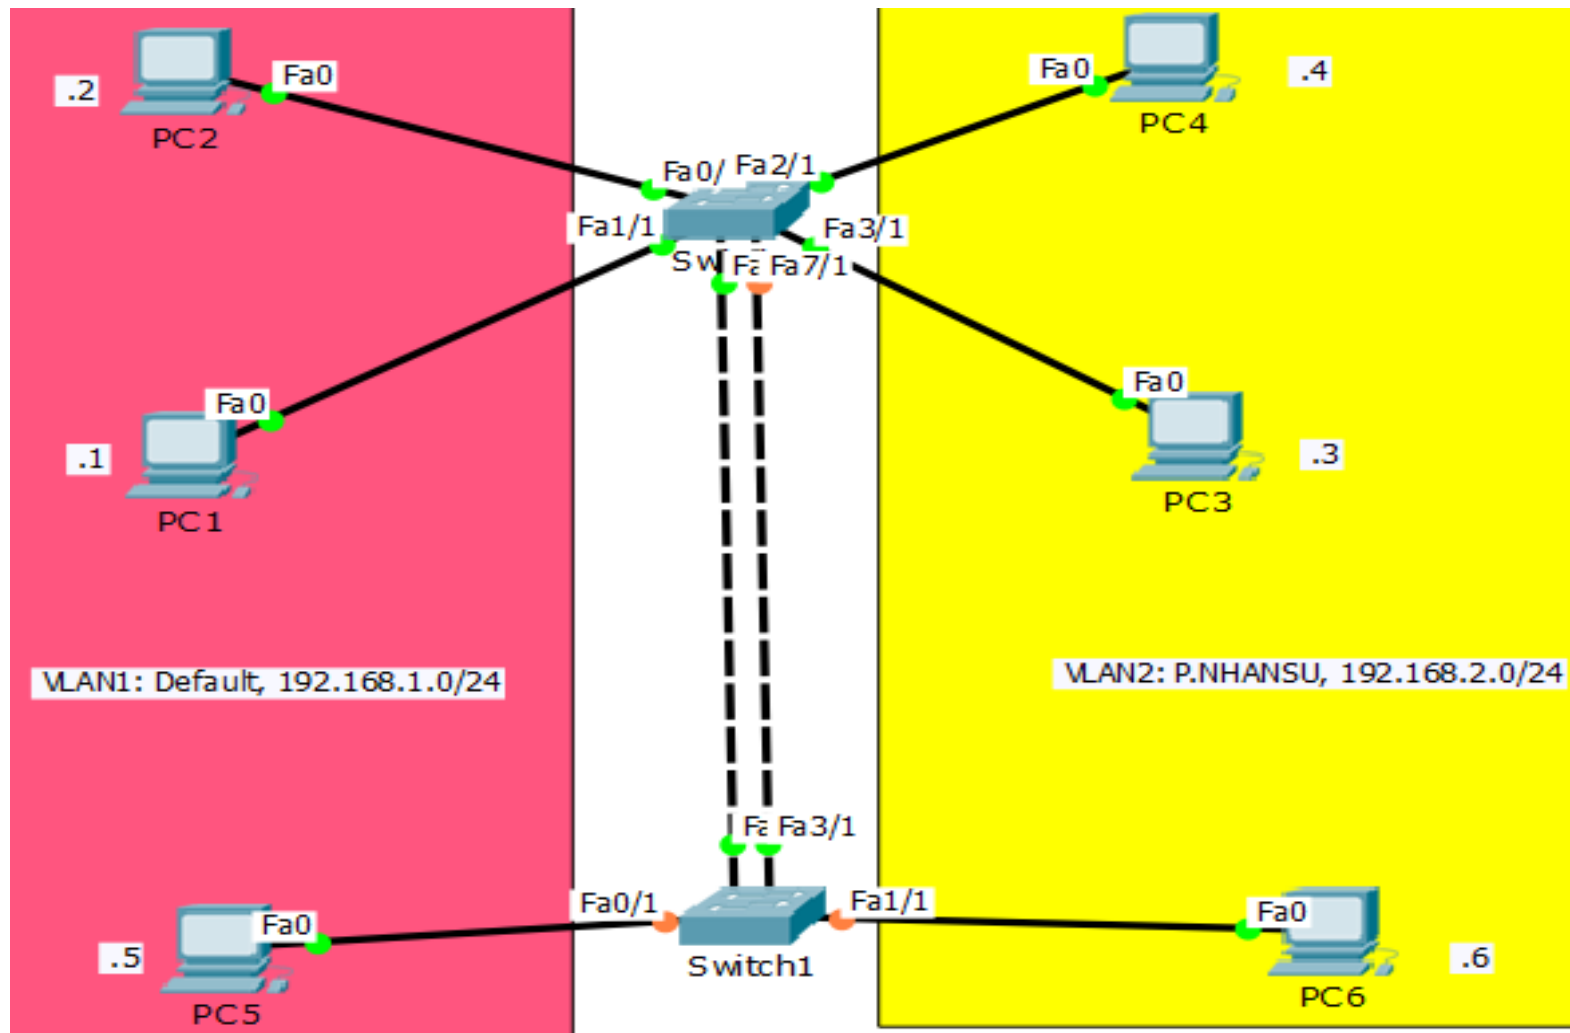 .2
Fa0
PC2
Fa0
.4
PC4
Fa0/
Fa2/1
Fa1/1
Fa3/1
Fa7/1
Fa0
.1
PC1
Fa0
.3
PC3
VLAN1: Default, 192.168.1.0/24
VLAN2: P.NHANSU, 192.168.2.0/24
Fa3/1
Fa0/1
Fa1/1
Switch1
Fa0
.5
PC5
Fa0
.6
PC6